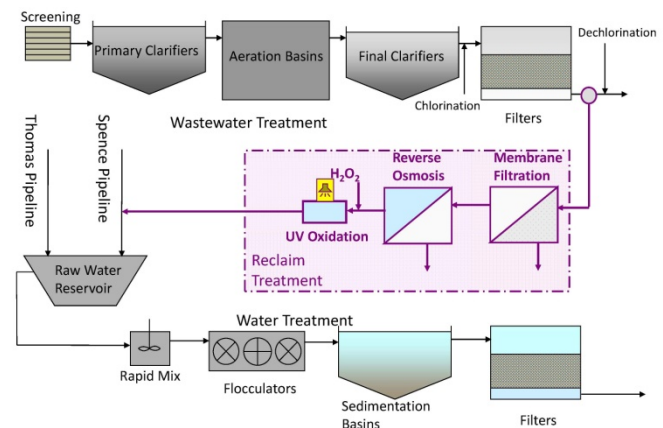 Screening
Primary Clarifiers
Aeration Basins
Final Clarifiers
Dechlorination
Chlorination
Filters
Wastewater Treatment
Thomas Pipeline
Spence Pipeline
H₂O₂
Reverse
Osmosis
Membrane
Filtration
UV Oxidation
Reclaim
Treatment
Raw Water
Reservoir
Water Treatment
Rapid Mix
Flocculators
Sedimentation
Basins
Filters